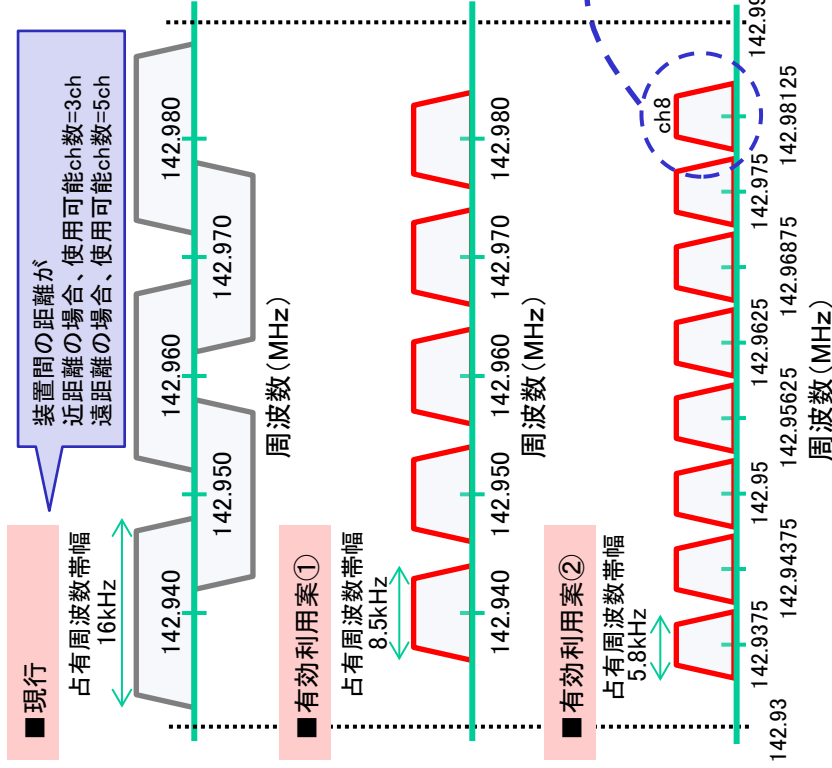 ■現行
占有周波数帯幅
16kHz
装置間の距離が
近距離の場合、使用可能ch数=3ch
遠距離の場合、使用可能ch数=5ch
142.940
142.950
142.960
142.970
142.980
周波数(MHz)
■有効利用案①
占有周波数帯幅
8.5kHz
142.940
142.950
142.960
142.970
142.980
周波数(MHz)
■有効利用案②
占有周波数帯幅
5.8kHz
ch8
142.93
142.9375
142.94375
142.95
142.95625
142.9625
142.96875
142.975
142.98125
142.99
周波数(MHz)